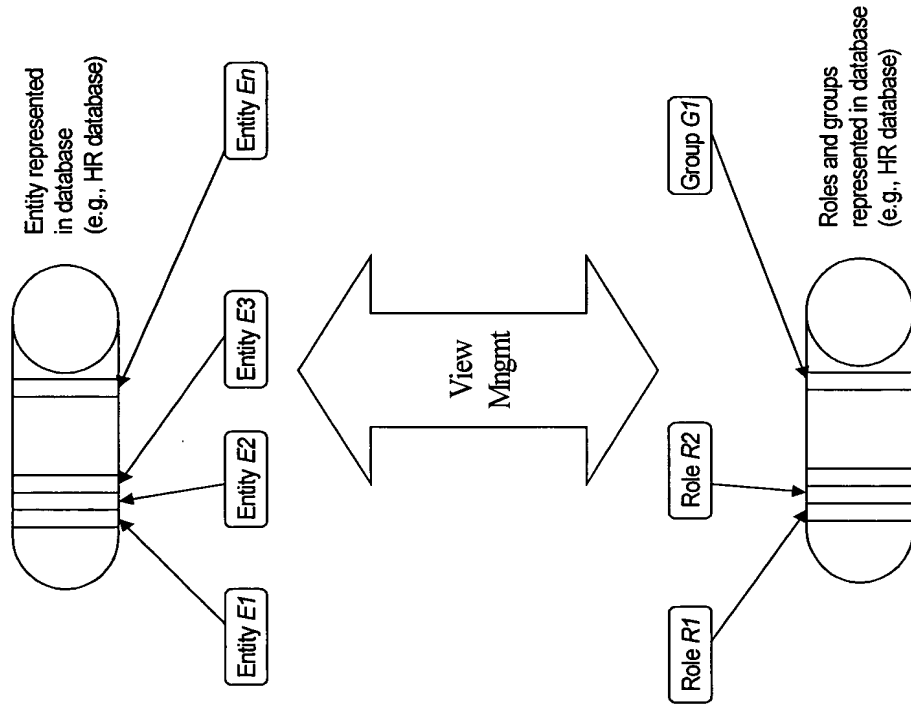 Entity represented
in database
(e.g., HR database)
Entity E1
Entity E2
Entity E3
Entity En
View
Mngmt
Role R1
Role R2
Group G1
Roles and groups
represented in database
(e.g., HR database)